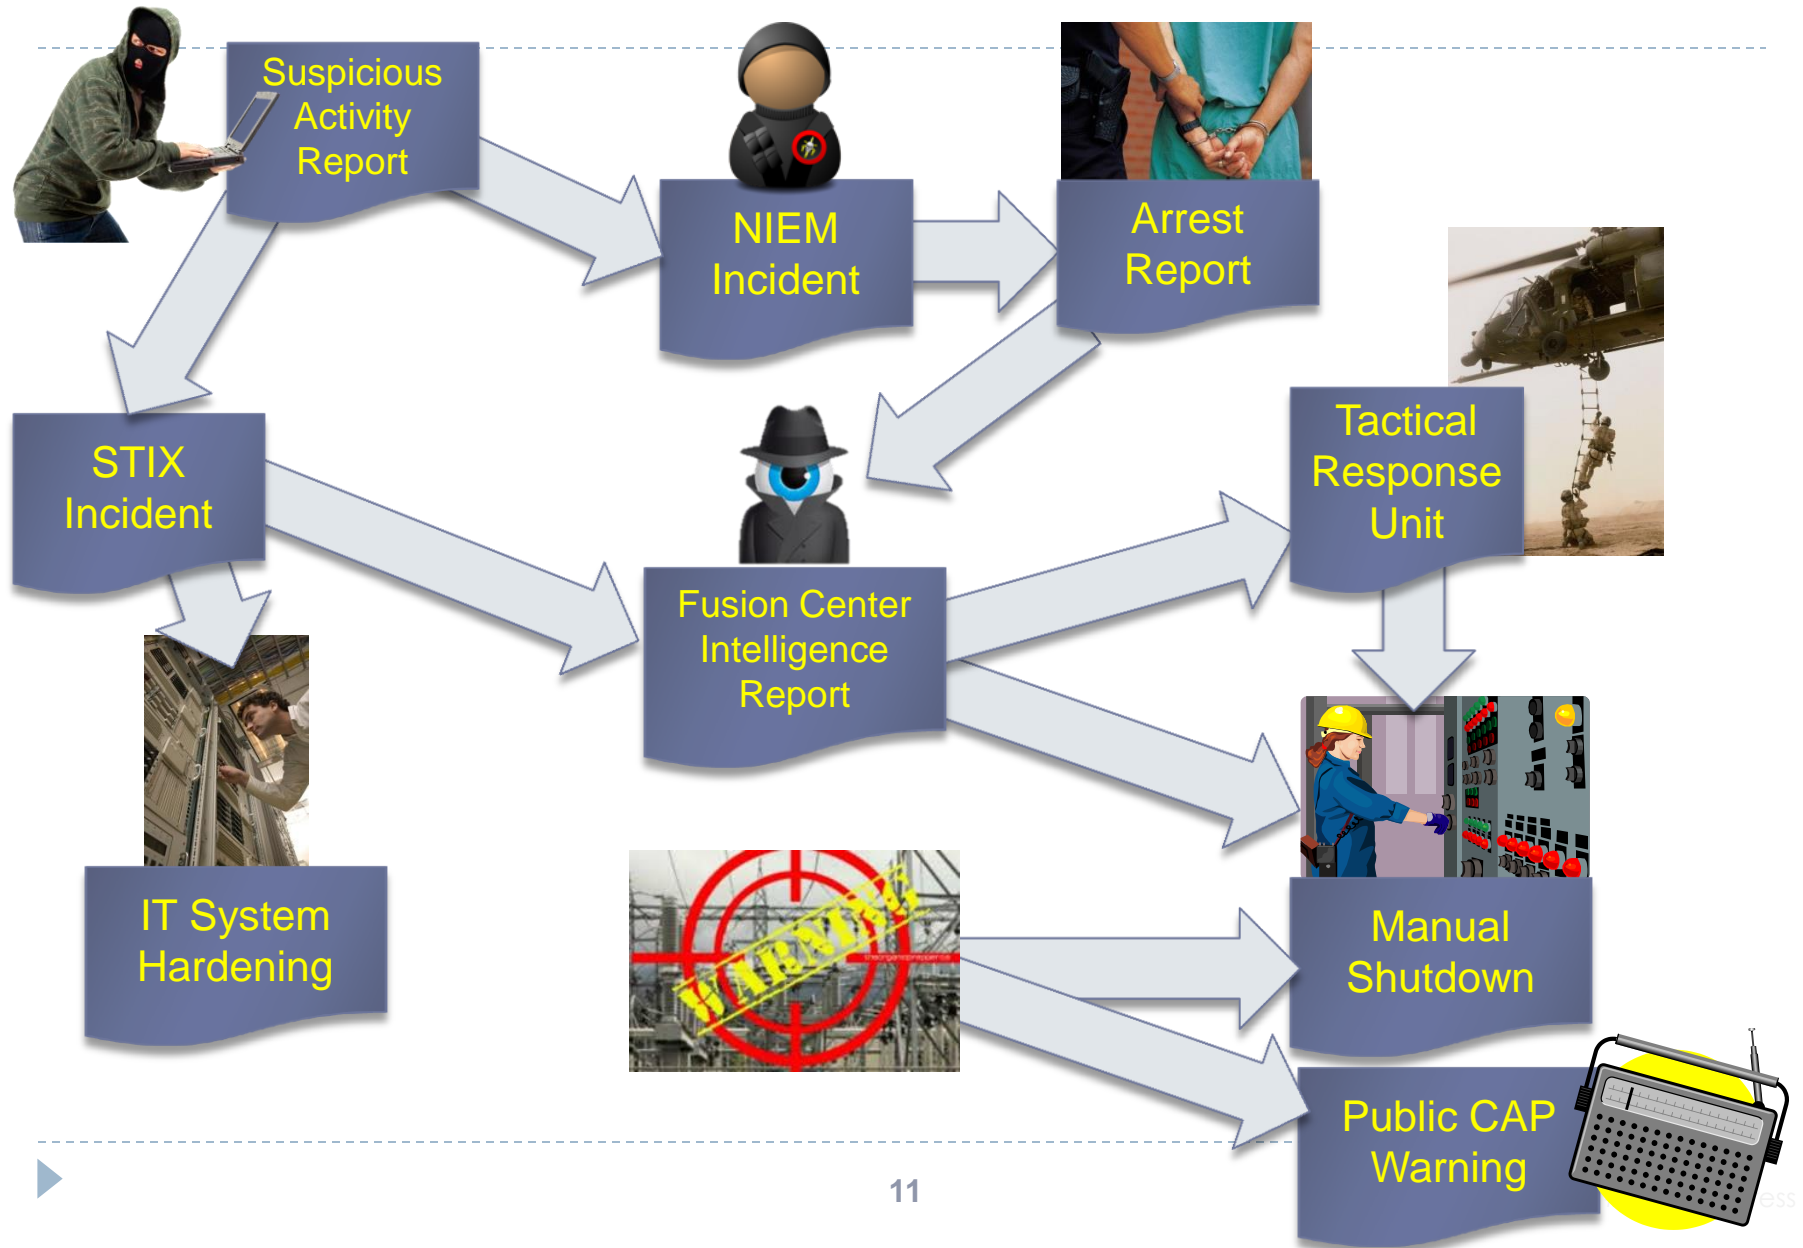 Suspicious
Activity
Report
NIEM
Incident
Arrest
Report
STIX
Incident
Tactical
Response
Unit
Fusion Center
Intelligence
Report
IT System
Hardening
WARNING
Manual
Shutdown
Public CAP
Warning
11